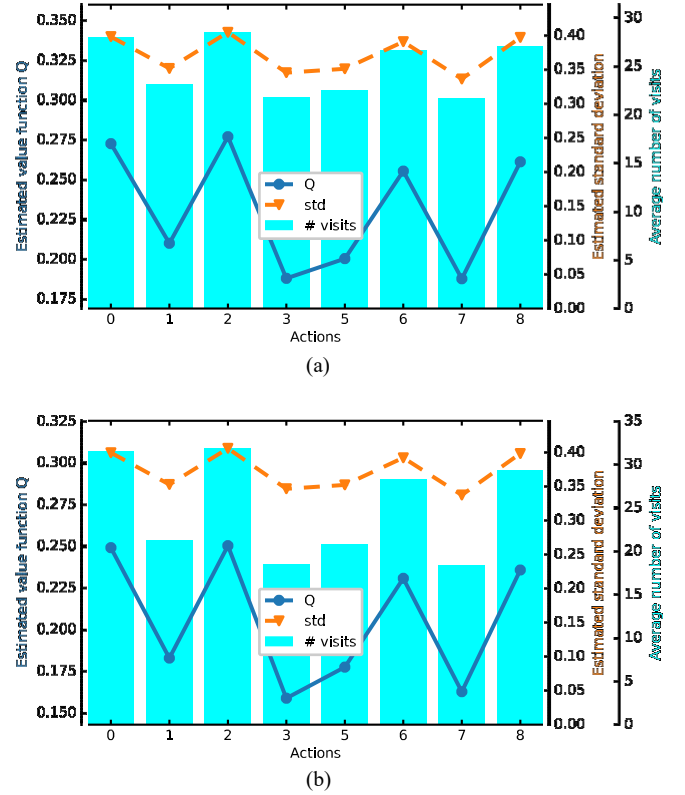 0.350
0.325
0.300
0.275
0.250
0.225
0.200
0.175
Estimated value function Q
0.40
0.35
0.30
0.25
0.20
0.15
0.10
0.05
0.00
Estimated standard deviation
30
25
20
15
10
5
0
Average number of visits
Q
std
# visits
0 1 2 3 5 6 7 8
Actions
(a)
0.325
0.300
0.275
0.250
0.225
0.200
0.175
0.150
Estimated value function Q
0.40
0.35
0.30
0.25
0.20
0.15
0.10
0.05
0.00
Estimated standard deviation
35
30
25
20
15
10
5
0
Average number of visits
Q
std
# visits
0 1 2 3 5 6 7 8
Actions
(b)